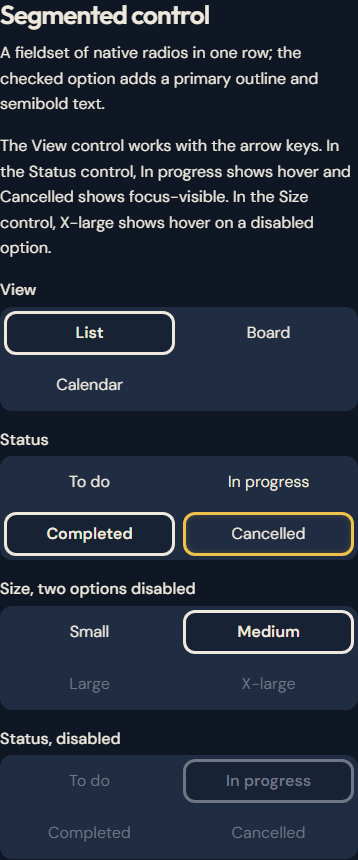 Segmented control
A fieldset of native radios in one row; the
checked option adds a primary outline and
semibold text.
The View control works with the arrow keys. In
the Status control, In progress shows hover and
Cancelled shows focus-visible. In the Size
control, X-large shows hover on a disabled
option.
View
List Board
Calendar
Status
To do In progress
Completed Cancelled
Size, two options disabled
Small Medium
Large X-large
Status, disabled
To do In progress
Completed Cancelled